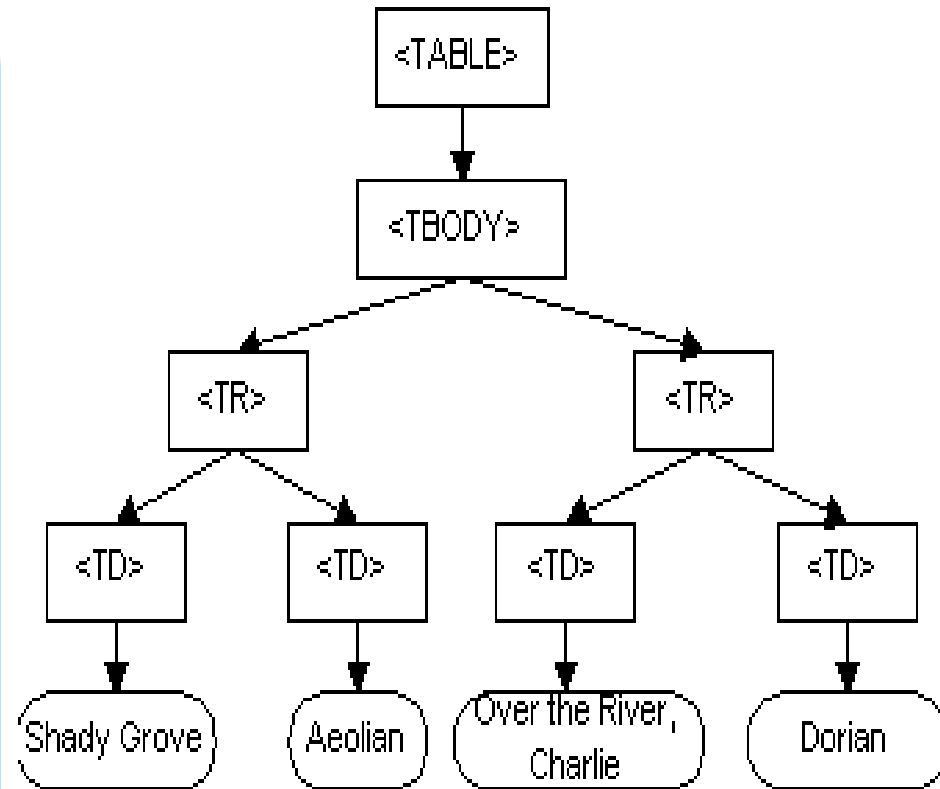 <TABLE>
<TBODY>
<TR>
<TR>
<TD>
<TD>
<TD>
<TD>
Shady Grove
Aeolian
Over the River,
Charlie
Dorian